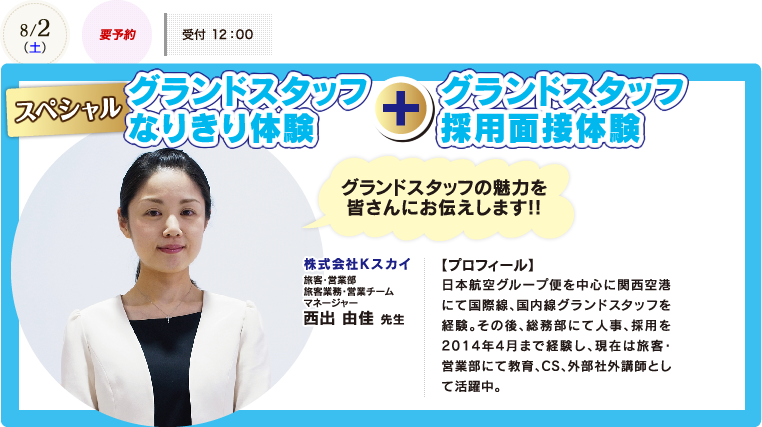 8/2
(土)
要予約
受付 12:00
スペシャル
グランドスタッフ
なりきり体験
+
グランドスタッフ
採用面接体験
グランドスタッフの魅力を
皆さんにお伝えします!!
株式会社Kスカイ
旅客・営業部
旅客業務・営業チーム
マネージャー
西出 由佳 先生
【プロフィール】
日本航空グループ便を中心に関西空港
にて国際線、国内線グランドスタッフを
経験。その後、総務部にて人事、採用を
2014年4月まで経験し、現在は旅客・
営業部にて教育、CS、外部社外講師とし
て活躍中。